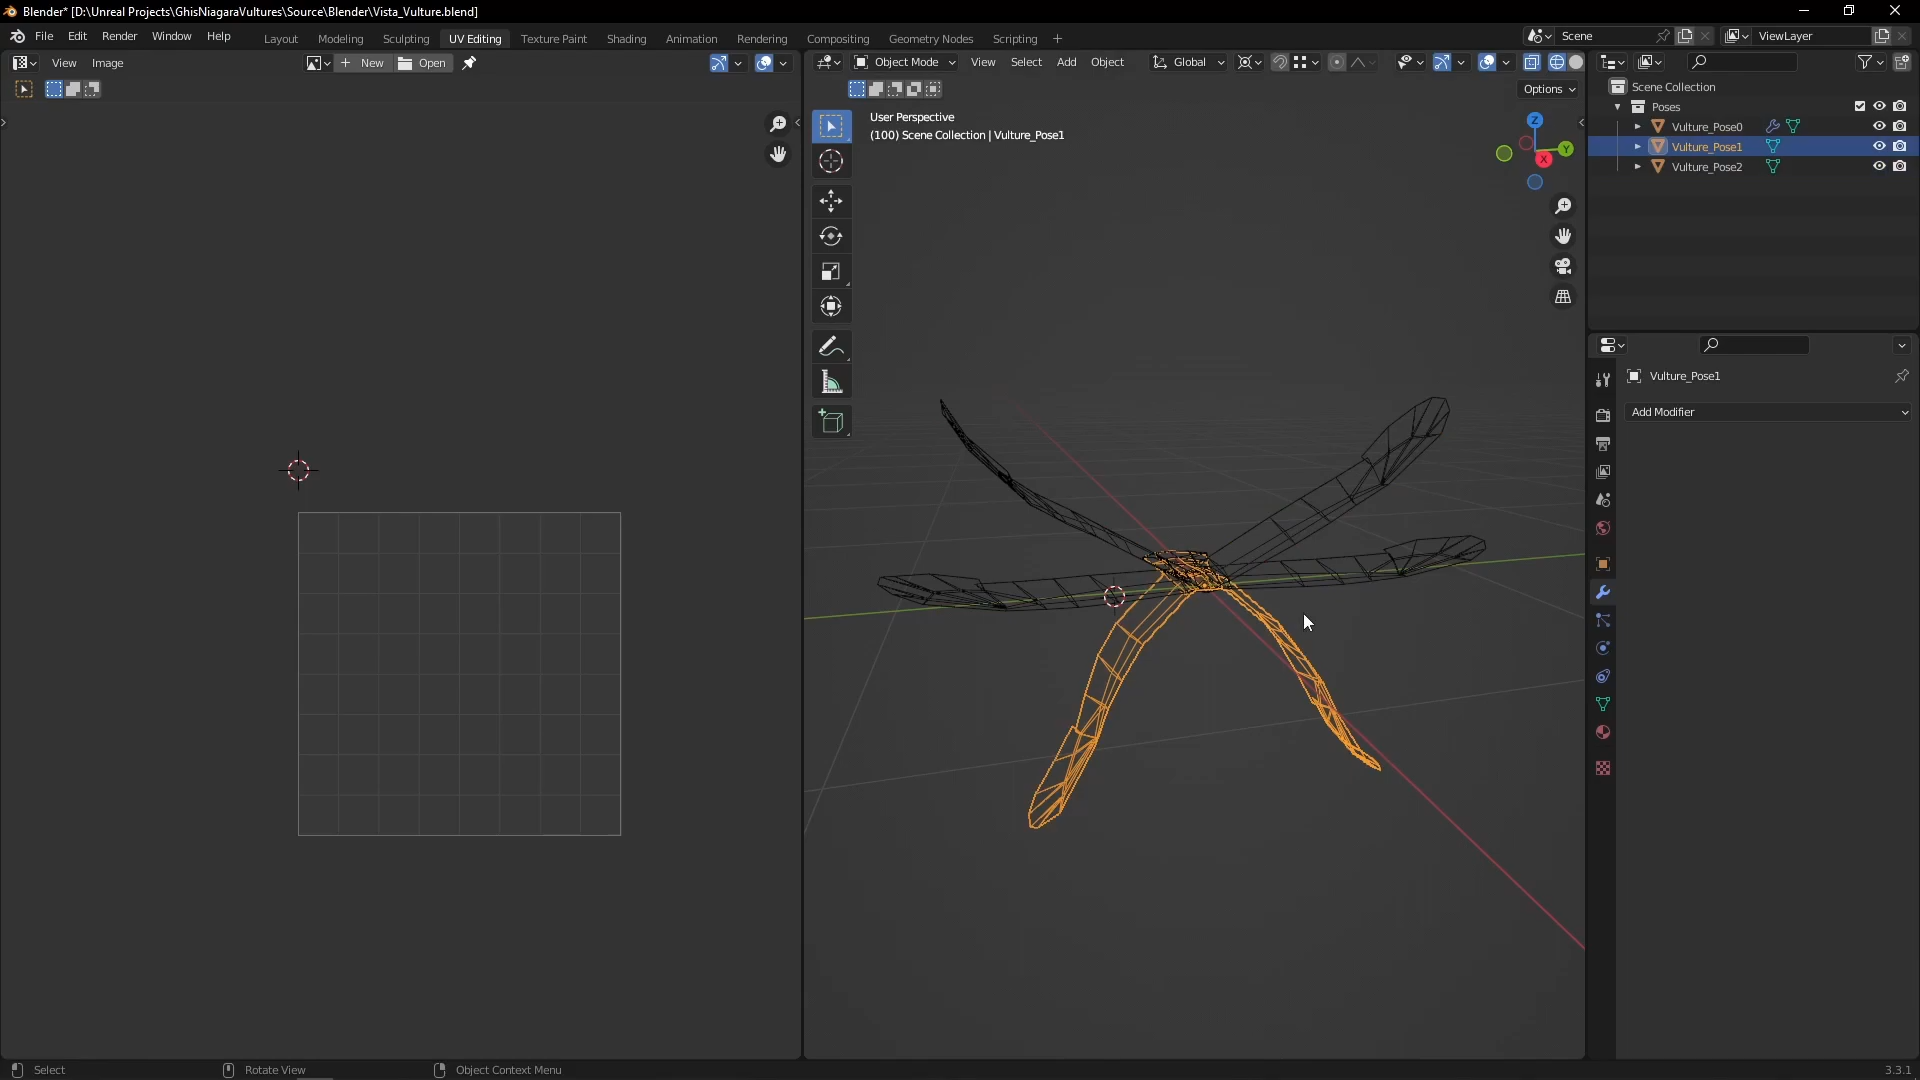 Blender* [D:\Unreal Projects\GhisNiagaraVultures\Source\Blender\Vista_Vulture.blend]
File Edit Render Window Help Layout Modeling Sculpting UV Editing Texture Paint Shading Animation Rendering Compositing Geometry Nodes Scripting + Scene ViewLayer
View Image New Open Object Mode View Select Add Object Global
Options
User Perspective
(100) Scene Collection | Vulture_Pose1
Z
Y
X
Scene Collection
Poses
Vulture_Pose0
Vulture_Pose1
Vulture_Pose2
Vulture_Pose1
Add Modifier
Select Rotate View Object Context Menu 3.3.1